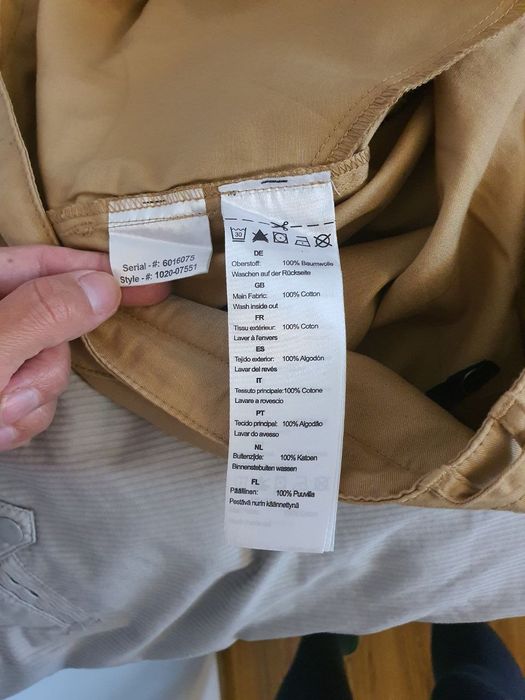 Serial -#: 6016075
Style -#: 1020-07551
30
DE
Oberstoff: 100% Baumwolle
Waschen auf der Rückseite
GB
Main Fabric: 100% Cotton
Wash inside out
FR
Tissu extérieur: 100% Coton
Laver à l'envers
ES
Tejido exterior: 100% Algodón
Lavar del revés
IT
Tessuto principale:100% Cotone
Lavare a rovescio
PT
Tecido principal: 100% Algodão
Lavar do avesso
NL
Buitenzijde: 100% Katoen
Binnenstebuiten wassen
FL
Päällinen: 100% Puuvilla
Pestävä nurin käännettynä